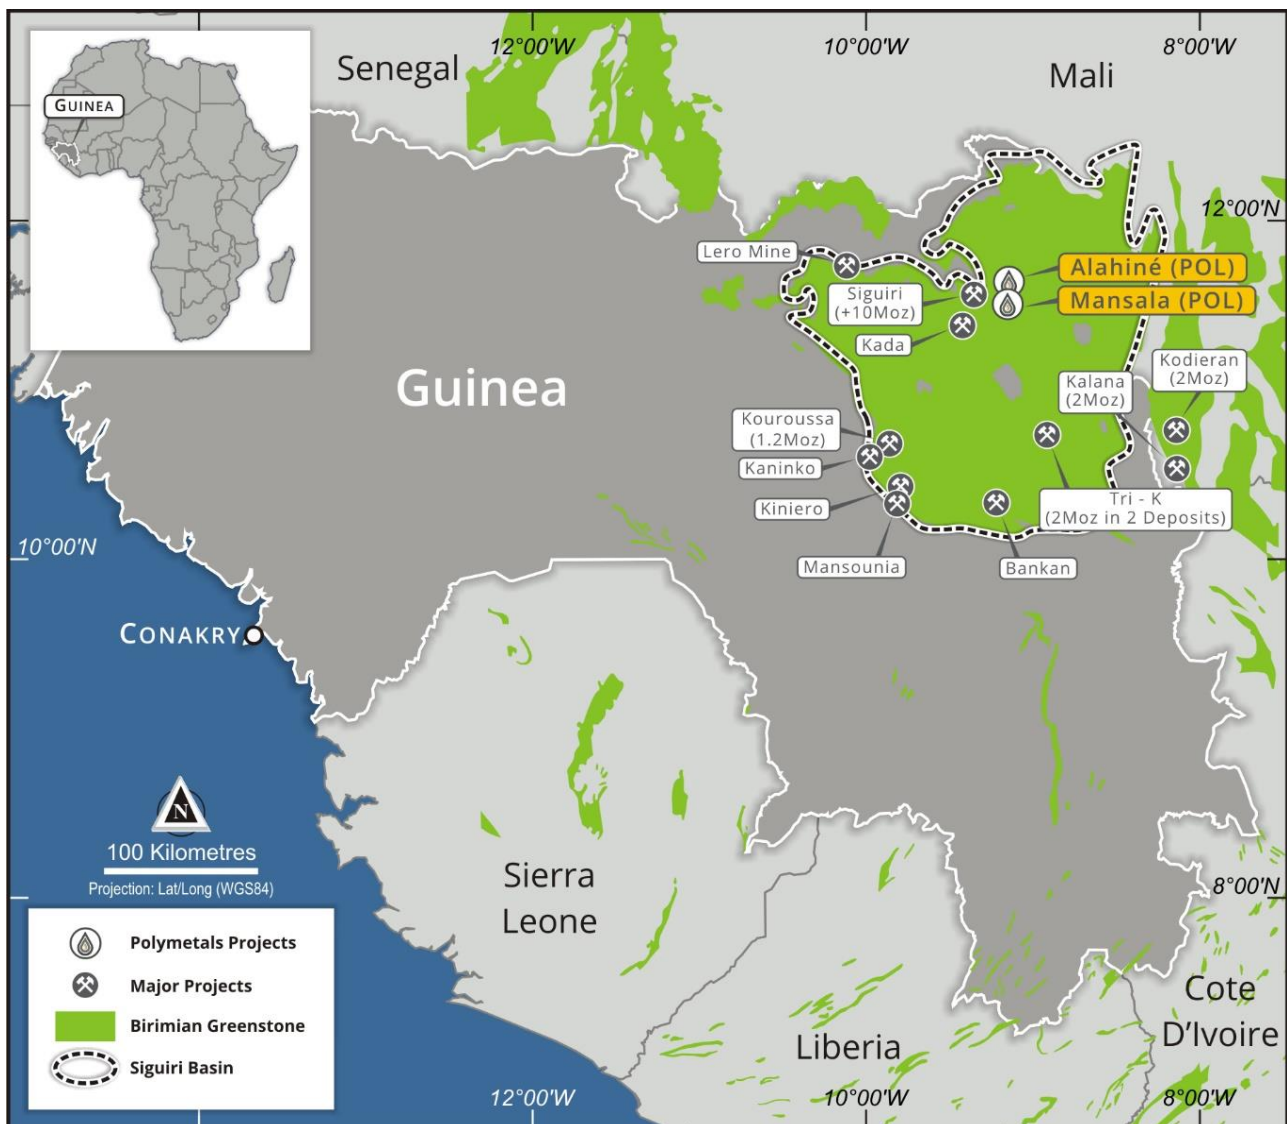 12°00'W
10°00'W
8°00'W
Senegal
Mali
GUINEA
12°00'N
Lero Mine
Alahiné (POL)
Siguiri
(+10Moz)
Mansala (POL)
Kada
Kodieran
(2Moz)
Kalana
(2Moz)
Guinea
Kouroussa
(1.2Moz)
Kaninko
Kiniero
Tri - K
(2Moz in 2 Deposits)
Mansounia
Bankan
10°00'N
CONAKRY
N
100 Kilometres
Projection: Lat/Long (WGS84)
Sierra
Leone
8°00'N
Polymetals Projects
Major Projects
Birimian Greenstone
Siguiri Basin
Cote
D'Ivoire
Liberia
12°00'W
10°00'W
8°00'W